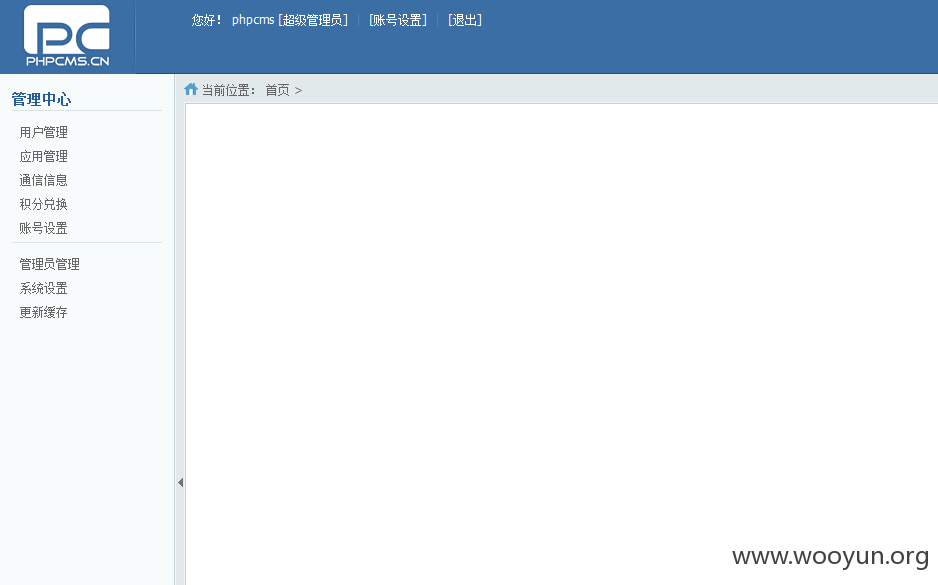 PC
PHPCMS.CN
您好！ phpcms [超级管理员] | [账号设置] | [退出]
当前位置： 首页 >
管理中心
用户管理
应用管理
通信信息
积分兑换
账号设置
管理员管理
系统设置
更新缓存
www.wooyun.org